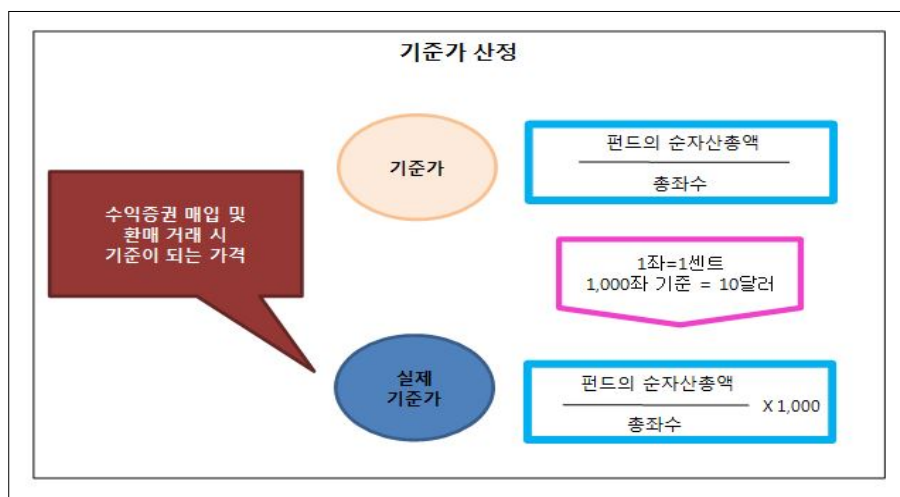 기준가 산정
기준가
펀드의 순자산총액
총좌수
수익증권 매입 및
환매 거래 시
기준이 되는 가격
1좌=1센트
1,000좌 기준 = 10달러
실제
기준가
펀드의 순자산총액
총좌수
X 1,000